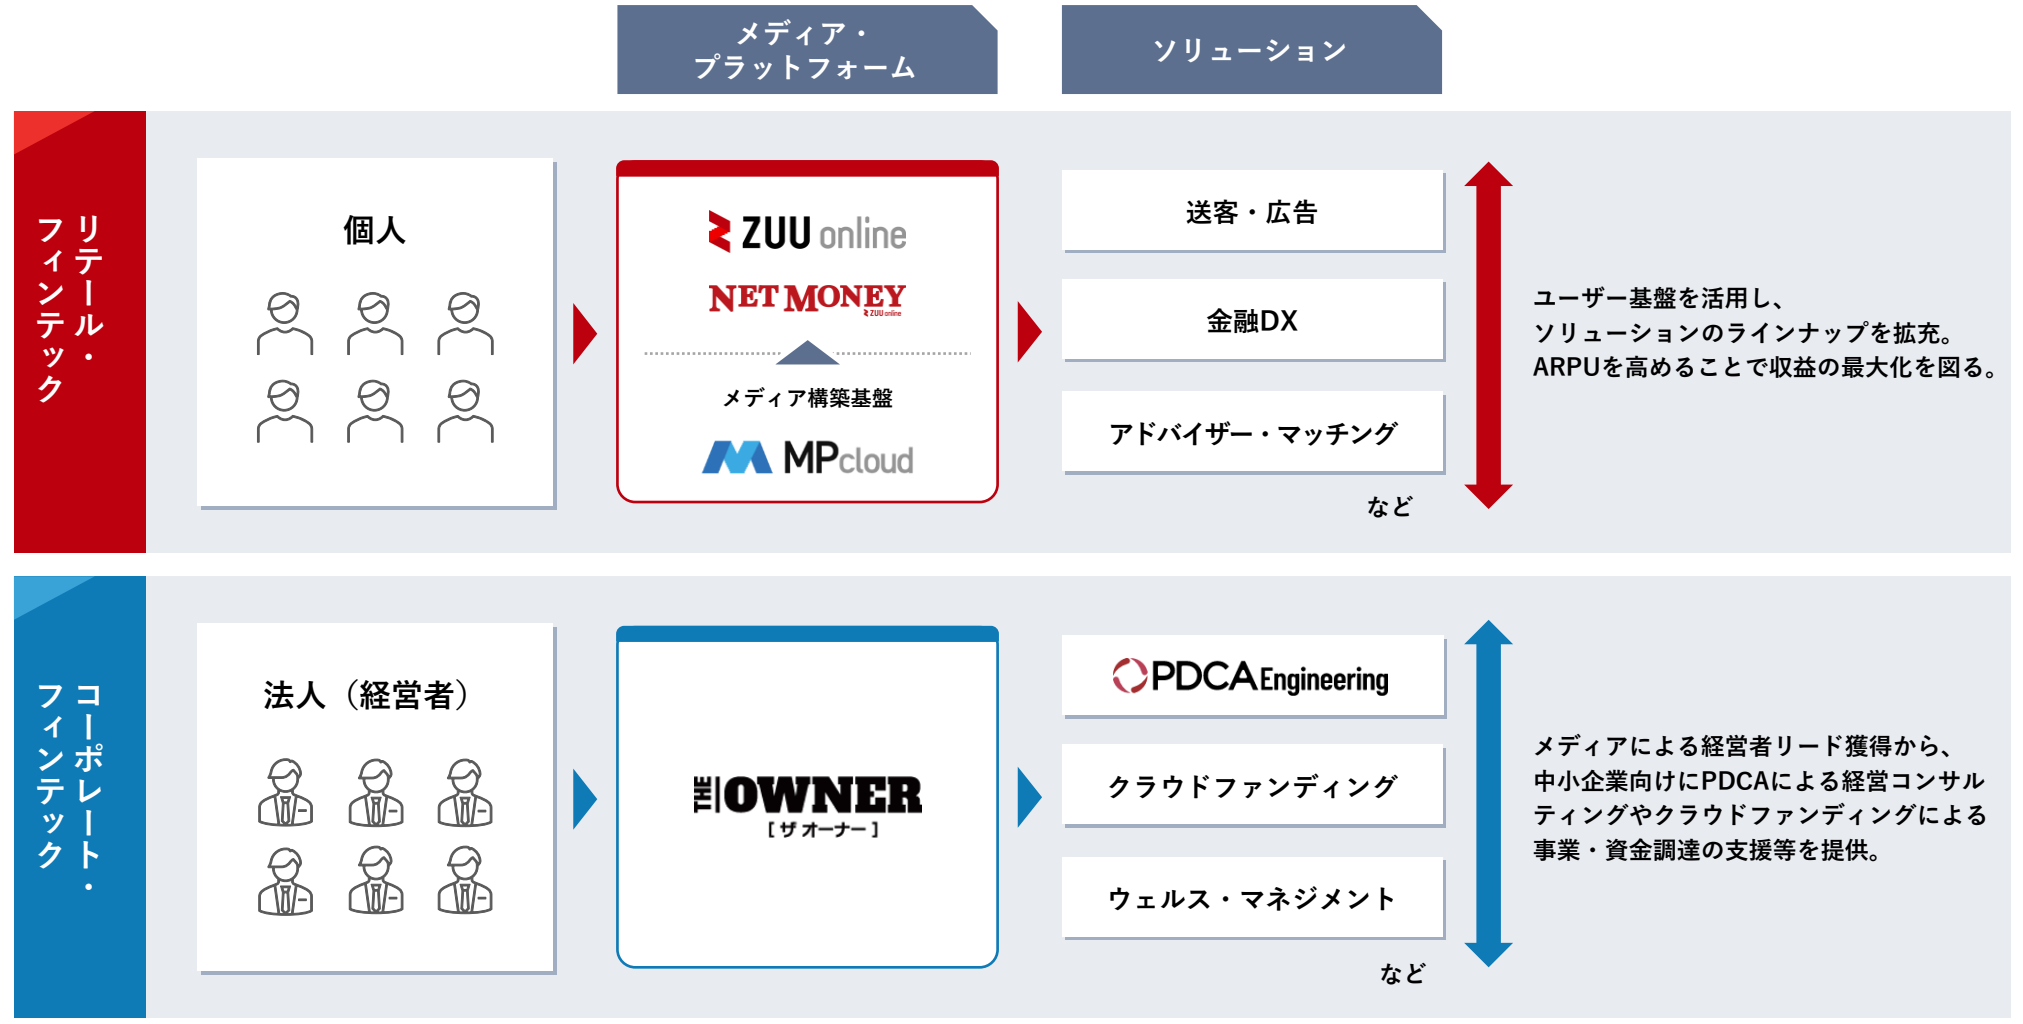 メディア・
プラットフォーム
ソリューション
リテール・
フィンテック
個人
ZUU online
NET MONEY
ZUU online
メディア構築基盤
MPcloud
送客・広告
金融DX
アドバイザー・マッチング
など
ユーザー基盤を活用し、
ソリューションのラインナップを拡充。
ARPUを高めることで収益の最大化を図る。
コーポレート・
フィンテック
法人（経営者）
THE OWNER
［ザ オーナー］
PDCA Engineering
クラウドファンディング
ウェルス・マネジメント
など
メディアによる経営者リード獲得から、
中小企業向けにPDCAによる経営コンサル
ティングやクラウドファンディングによる
事業・資金調達の支援等を提供。